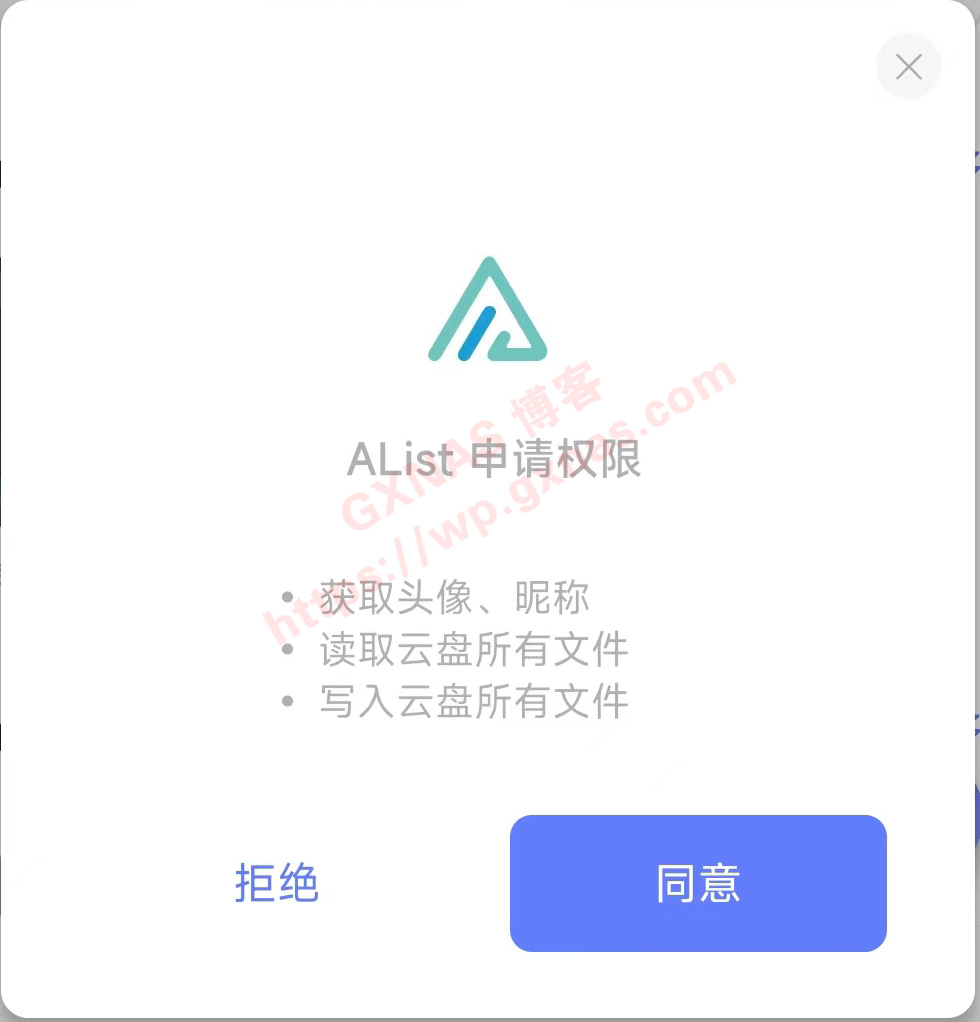 AList 申请权限
GXNAS 博客
https://wp.gxnas.com
获取头像、昵称
读取云盘所有文件
写入云盘所有文件
拒绝
同意